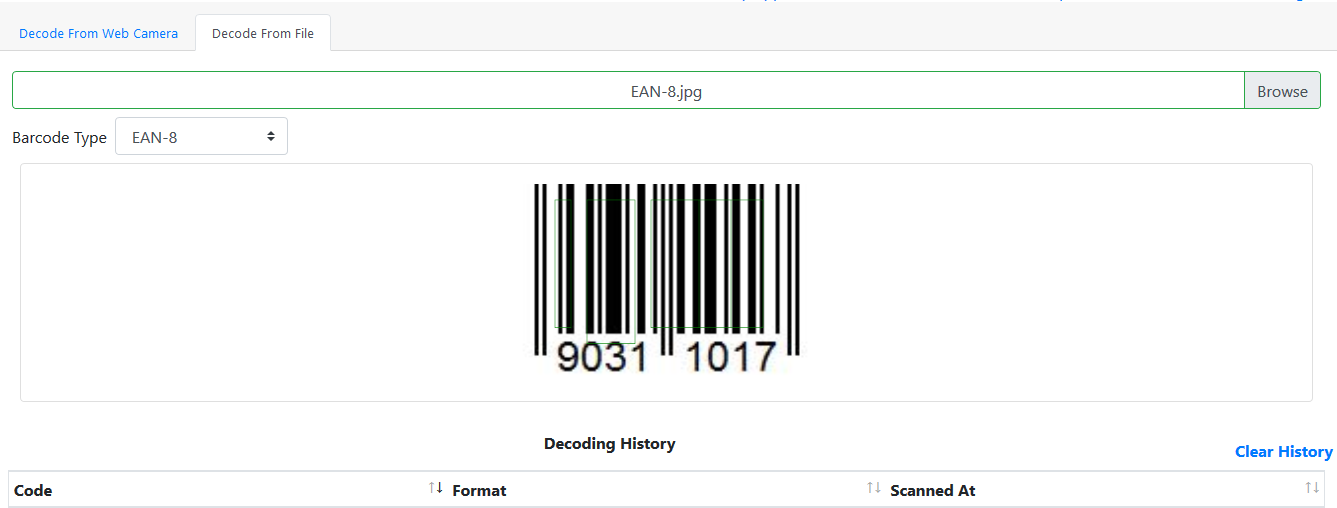 Decode From Web Camera Decode From File
EAN-8.jpg Browse
Barcode Type EAN-8
9031 1017
Decoding History
Clear History
Code Format Scanned At